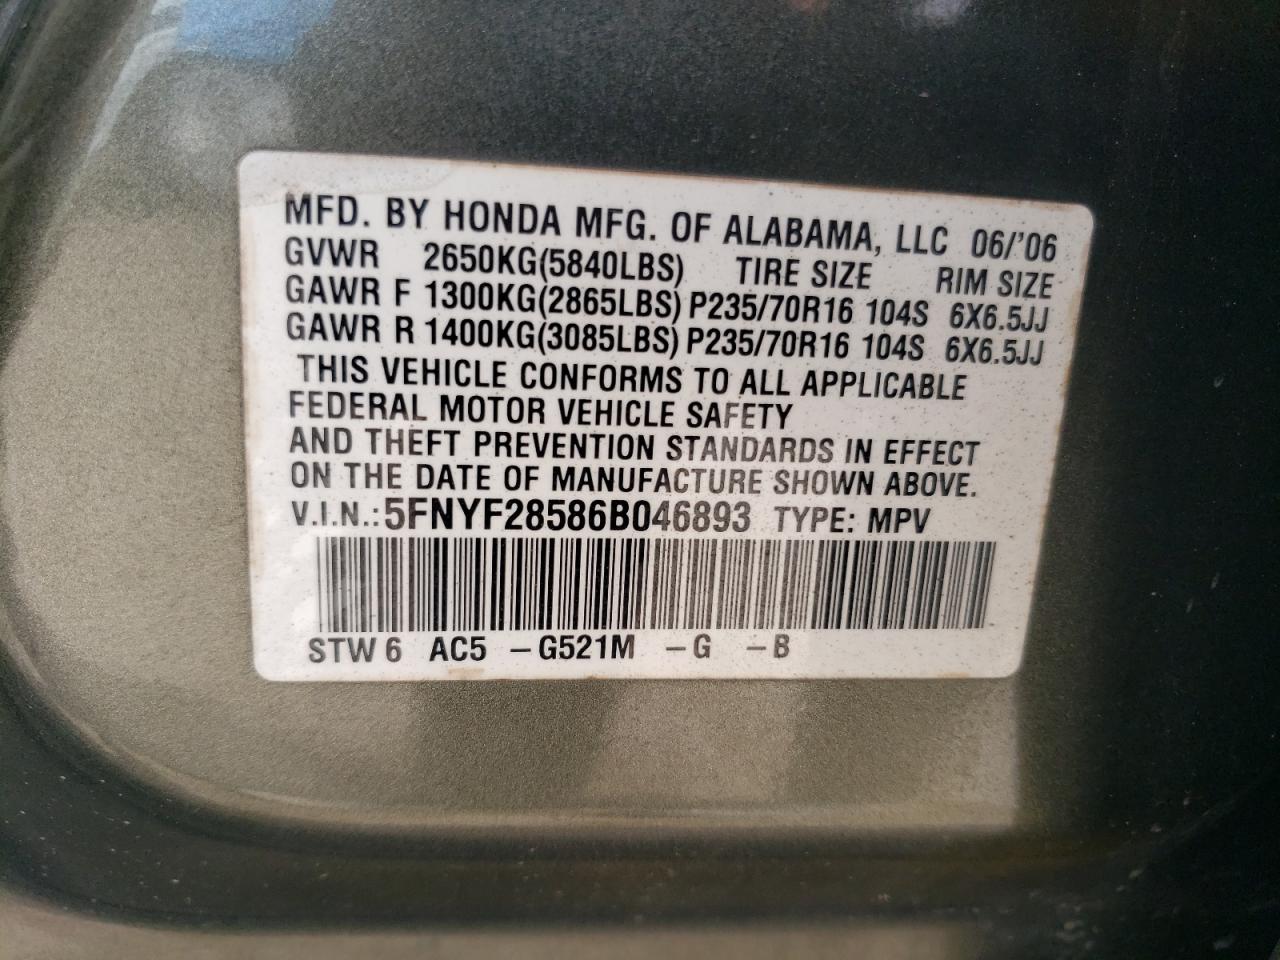 MFD. BY HONDA MFG. OF ALABAMA, LLC 06/'06
GVWR 2650KG(5840LBS) TIRE SIZE RIM SIZE
GAWR F 1300KG(2865LBS) P235/70R16 104S 6X6.5JJ
GAWR R 1400KG(3085LBS) P235/70R16 104S 6X6.5JJ
THIS VEHICLE CONFORMS TO ALL APPLICABLE
FEDERAL MOTOR VEHICLE SAFETY
AND THEFT PREVENTION STANDARDS IN EFFECT
ON THE DATE OF MANUFACTURE SHOWN ABOVE.
V.I.N.: 5FNYF28586B046893 TYPE: MPV
STW 6 AC5 –G521M –G –B